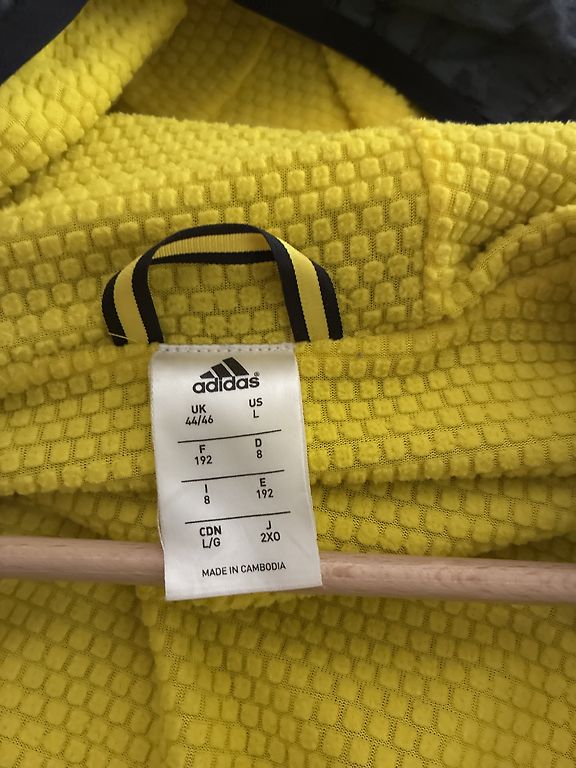 adidas®
UK US
44/46 L
F D
192 8
I E
8 192
CDN J
L/G 2XO
MADE IN CAMBODIA